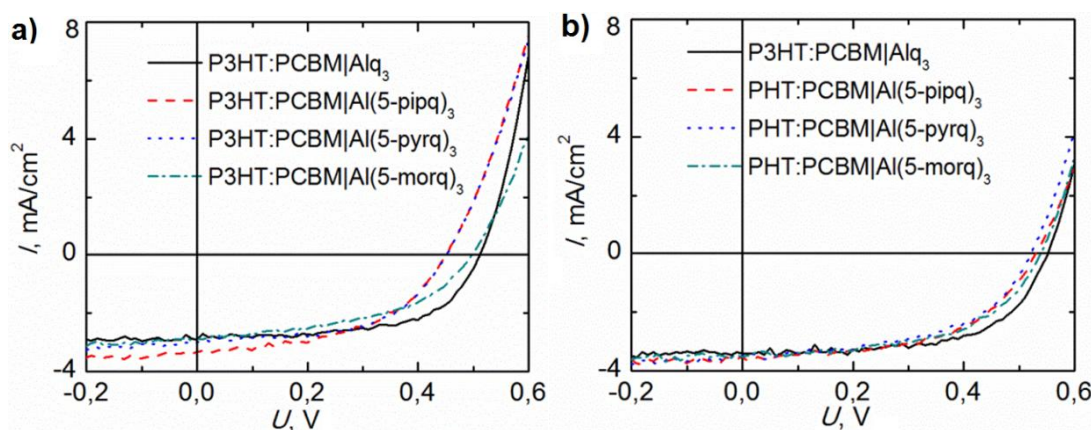 a)
8
4
0
-4
I, mA/cm²
P3HT:PCBM|Alq₃
P3HT:PCBM|Al(5-pipq)₃
P3HT:PCBM|Al(5-pyrq)₃
P3HT:PCBM|Al(5-morq)₃
-0,2
0,0
0,2
0,4
0,6
U, V
b)
8
4
0
-4
I, mA/cm²
P3HT:PCBM|Alq₃
PHT:PCBM|Al(5-pipq)₃
PHT:PCBM|Al(5-pyrq)₃
PHT:PCBM|Al(5-morq)₃
-0,2
0,0
0,2
0,4
0,6
U, V